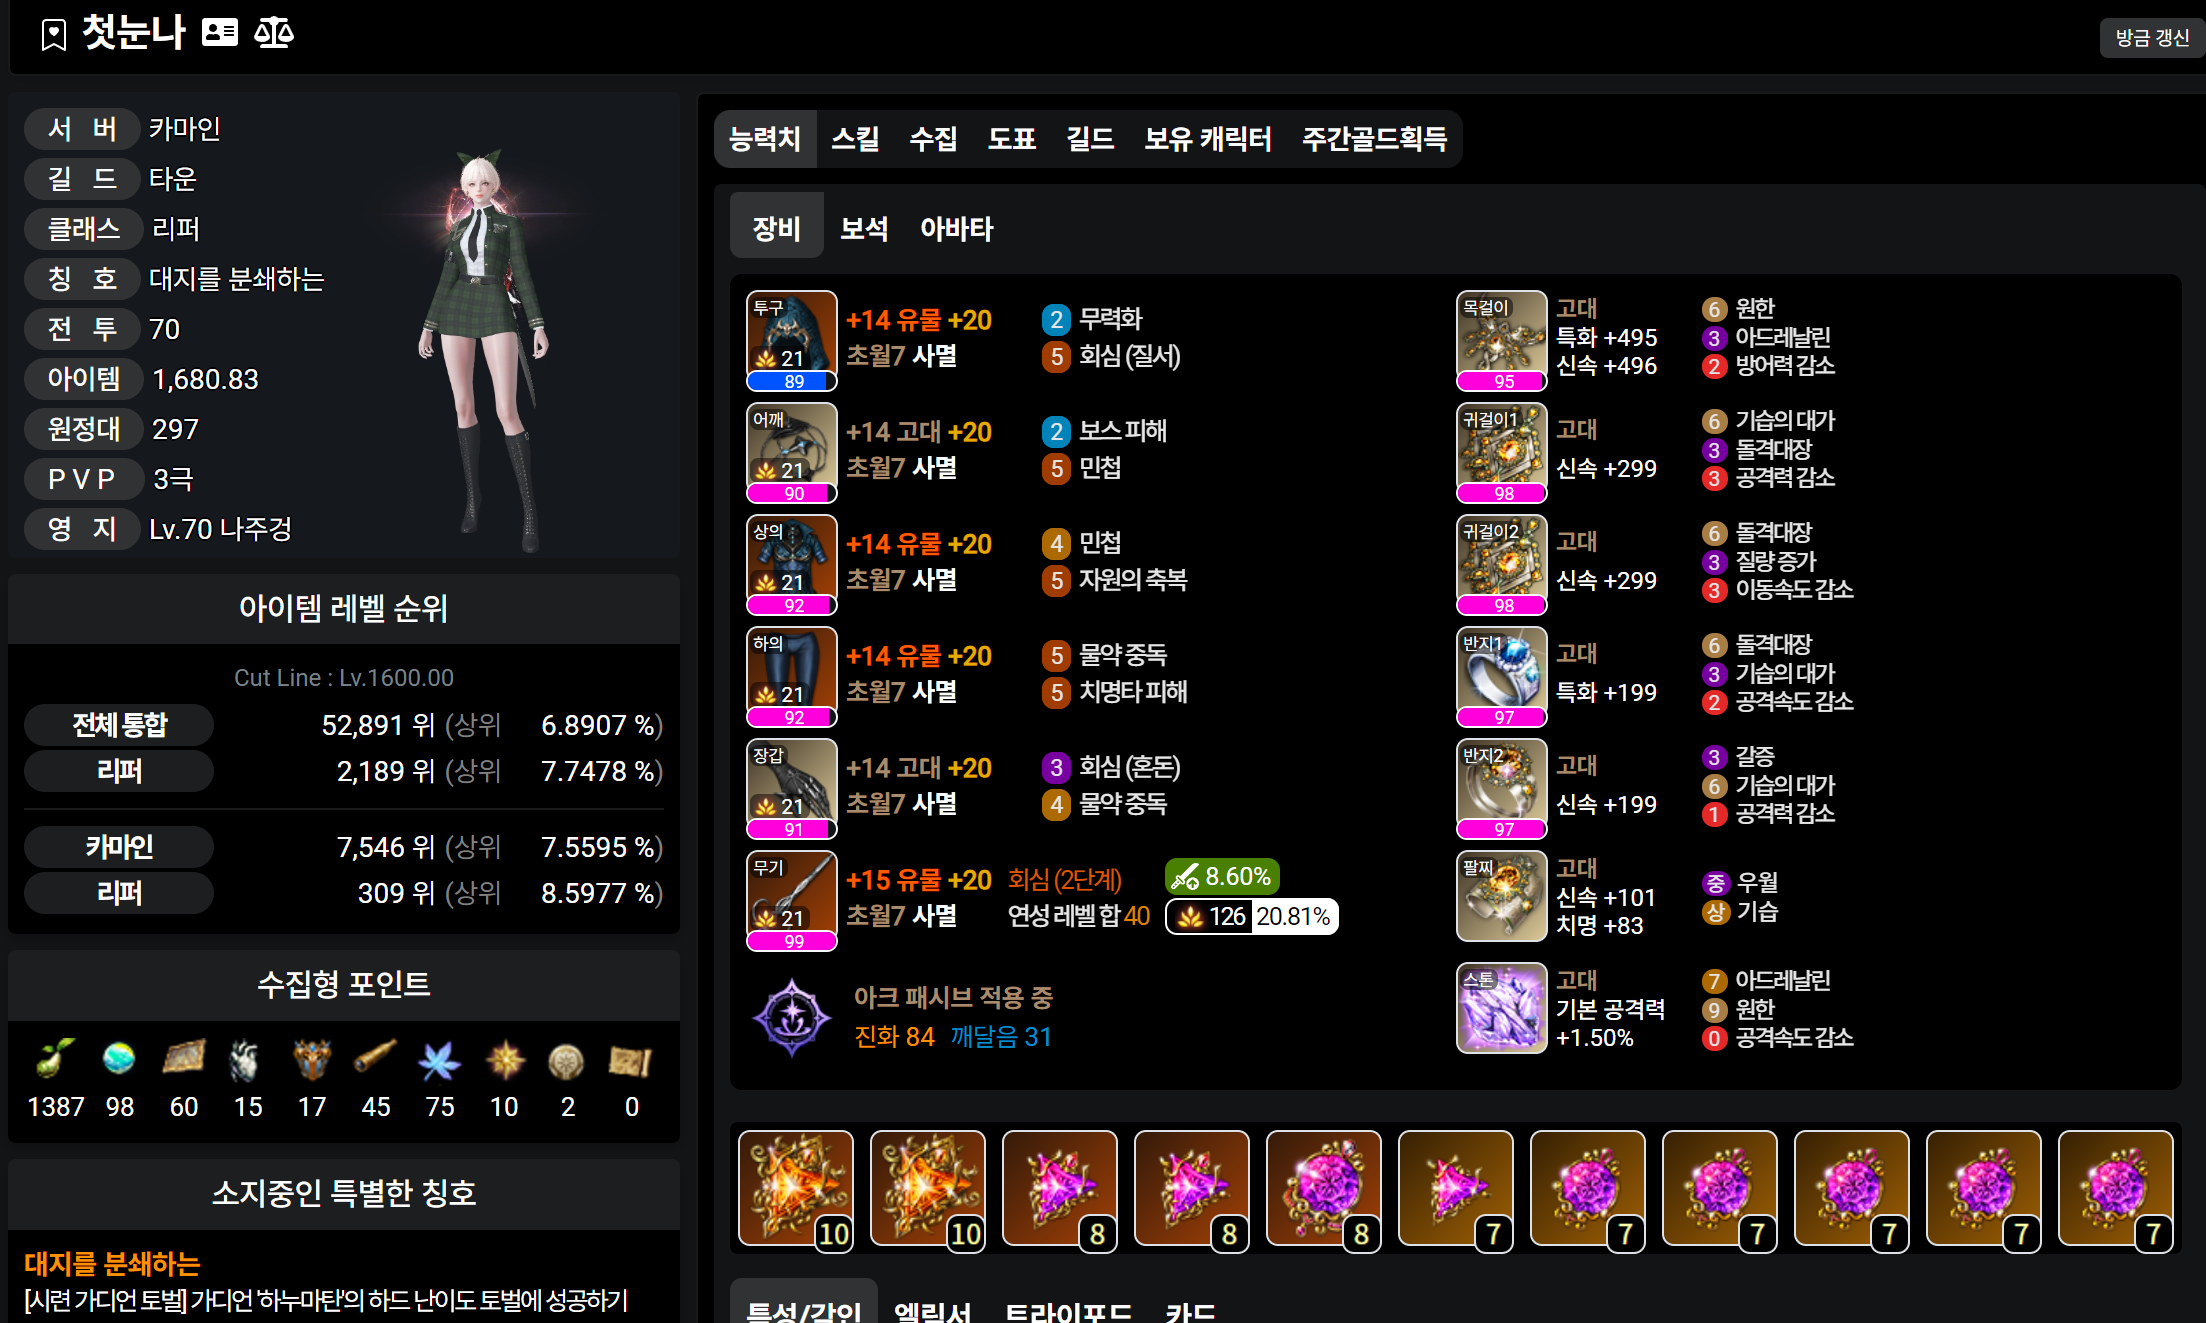 첫눈나
방금 갱신
서 버 카마인
길 드 타운
클래스 리퍼
칭 호 대지를 분쇄하는
전 투 70
아이템 1,680.83
원정대 297
P V P 3극
영 지 Lv.70 나주겅
아이템 레벨 순위
Cut Line : Lv.1600.00
전체 통합 52,891 위 (상위 6.8907 %)
리퍼 2,189 위 (상위 7.7478 %)
카마인 7,546 위 (상위 7.5595 %)
리퍼 309 위 (상위 8.5977 %)
수집형 포인트
1387 98 60 15 17 45 75 10 2 0
소지중인 특별한 칭호
대지를 분쇄하는
[시련 가디언 토벌] 가디언 '하누마탄'의 하드 난이도 토벌에 성공하기
능력치 스킬 수집 도표 길드 보유 캐릭터 주간골드획득
장비 보석 아바타
투구 21 89
+14 유물 +20
초월7 사멸
2 무력화
5 회심 (질서)
어깨 21 90
+14 고대 +20
초월7 사멸
2 보스 피해
5 민첩
상의 21 92
+14 유물 +20
초월7 사멸
4 민첩
5 자원의 축복
하의 21 92
+14 유물 +20
초월7 사멸
5 물약 중독
5 치명타 피해
장갑 21 91
+14 고대 +20
초월7 사멸
3 회심 (혼돈)
4 물약 중독
무기 21 99
+15 유물 +20
초월7 사멸
회심 (2단계) 8.60%
연성 레벨 합 40 126 20.81%
아크 패시브 적용 중
진화 84 깨달음 31
목걸이 95
고대
특화 +495
신속 +496
6 원한
3 아드레날린
2 방어력 감소
귀걸이1 98
고대
신속 +299
6 기습의 대가
3 돌격대장
3 공격력 감소
귀걸이2 98
고대
신속 +299
6 돌격대장
3 질량 증가
3 이동속도 감소
반지1 97
고대
특화 +199
6 돌격대장
3 기습의 대가
2 공격속도 감소
반지2 97
고대
신속 +199
3 갈증
6 기습의 대가
1 공격력 감소
팔찌
고대
신속 +101
치명 +83
중 우월
상 기습
스톤
고대
기본 공격력
+1.50%
7 아드레날린
9 원한
0 공격속도 감소
10 10 8 8 8 7 7 7 7 7 7
특성/각인 엘릭서 트라이포드 카드